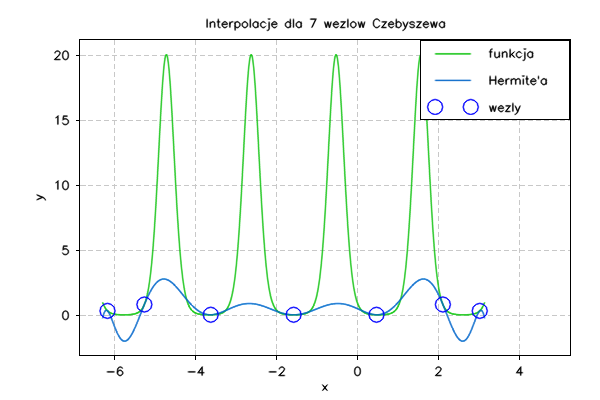 Interpolacje dla 7 wezlow Czebyszewa
funkcja
Hermite'a
wezly
y
20
15
10
5
0
−6 −4 −2 0 2 4
x